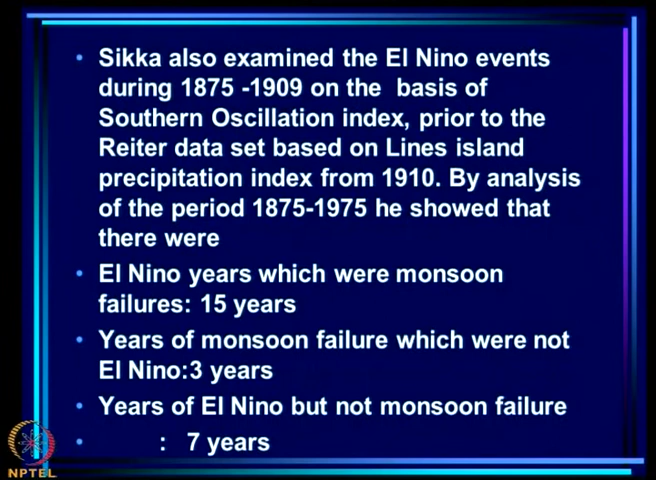 Sikka also examined the El Nino events
during 1875 -1909 on the basis of
Southern Oscillation index, prior to the
Reiter data set based on Lines island
precipitation index from 1910. By analysis
of the period 1875-1975 he showed that
there were
El Nino years which were monsoon
failures: 15 years
Years of monsoon failure which were not
El Nino:3 years
Years of El Nino but not monsoon failure
: 7 years
NPTEL